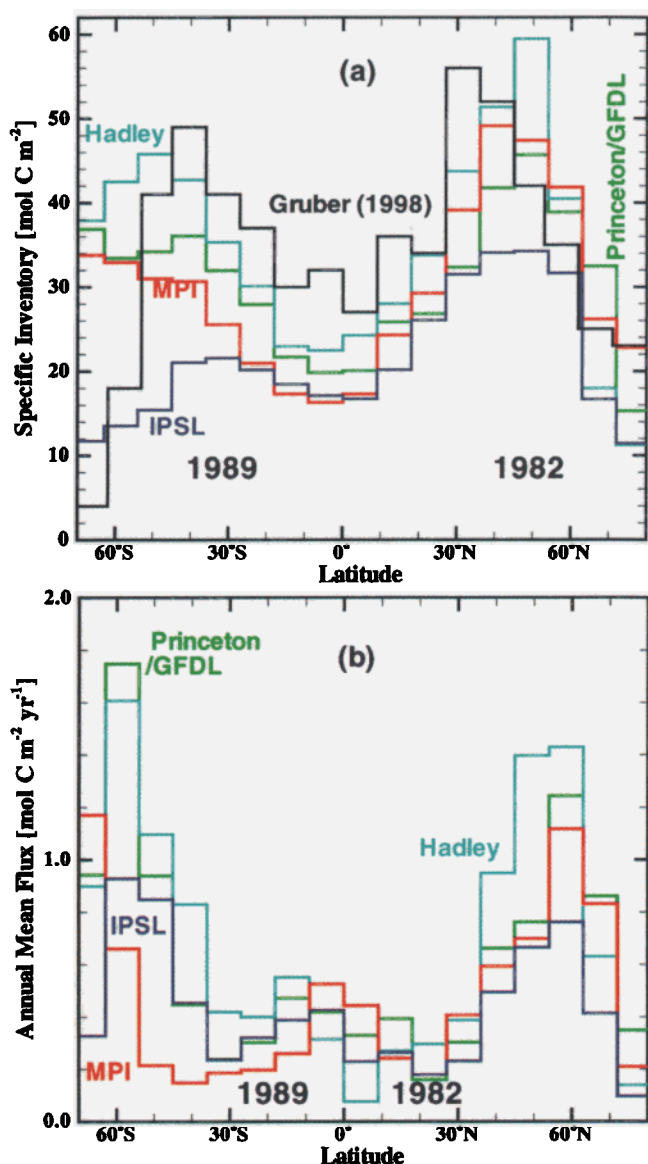 60
(a)
50
Hadley
40
Gruber (1998)
Princeton/GFDL
30
MPI
20
IPSL
10
1989
1982
0
60°S
30°S
0°
30°N
60°N
Latitude
Specific Inventory [mol C m⁻²]
2.0
Princeton
/GFDL
(b)
Hadley
1.0
IPSL
MPI
1989
1982
0.0
60°S
30°S
0°
30°N
60°N
Latitude
Annual Mean Flux [mol C m⁻² yr⁻¹]